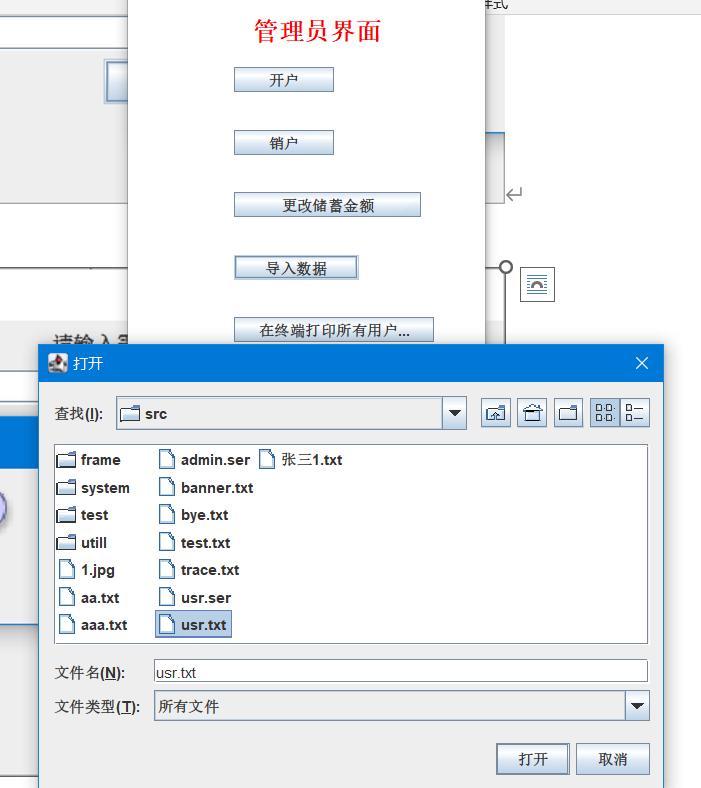 样式
管理员界面
开户
销户
更改储蓄金额
导入数据
在终端打印所有用户...
请输入
打开
查找(I): src
frame admin.ser 张三1.txt
system banner.txt
test bye.txt
utill test.txt
1.jpg trace.txt
aa.txt usr.ser
aaa.txt usr.txt
文件名(N): usr.txt
文件类型(T): 所有文件
打开 取消